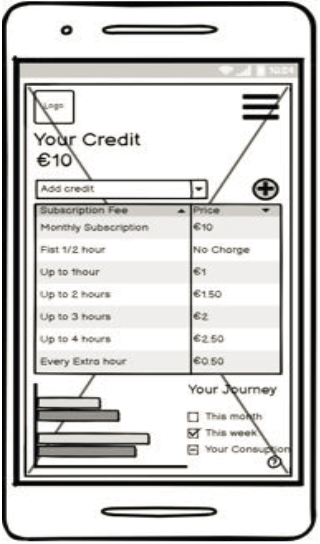 10:24
Logo
Your Credit
€10
Add credit
Subscription Fee Price
Monthly Subscription €10
Fist 1/2 hour No Charge
Up to 1hour €1
Up to 2 hours €1.50
Up to 3 hours €2
Up to 4 hours €2.50
Every Extra hour €0.50
Your Journey
This month
This week
Your Consuption
?